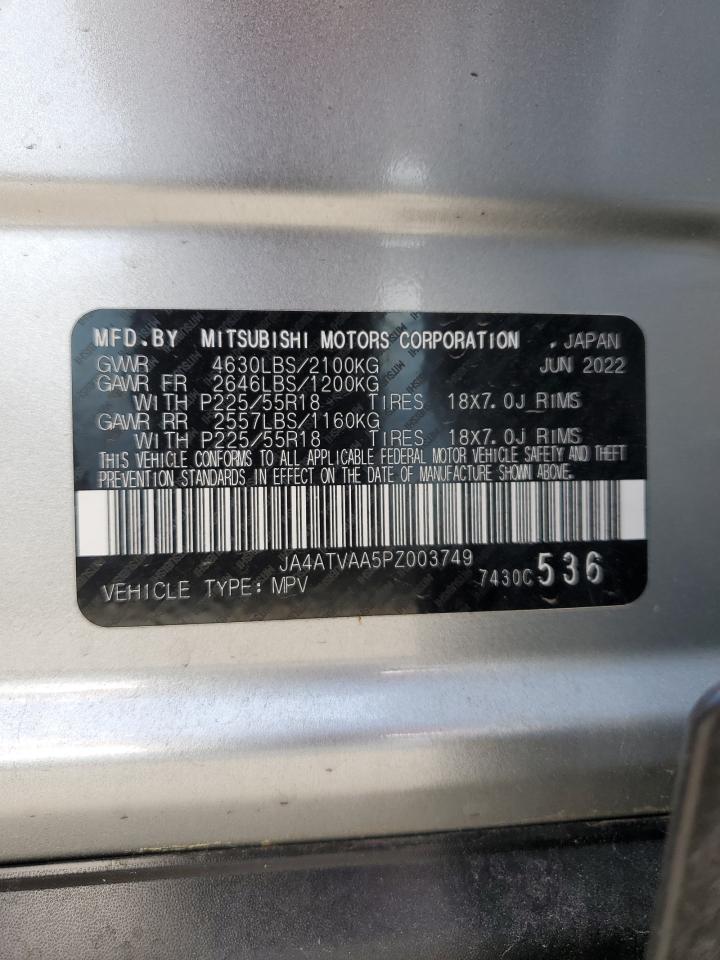 MFD.BY MITSUBISHI MOTORS CORPORATION , JAPAN
GVWR 4630LBS/2100KG JUN 2022
GAWR FR 2646LBS/1200KG
WITH P225/55R18 TIRES 18X7.0J RIMS
GAWR RR 2557LBS/1160KG
WITH P225/55R18 TIRES 18X7.0J RIMS
THIS VEHICLE CONFORMS TO ALL APPLICABLE FEDERAL MOTOR VEHICLE SAFETY AND THEFT
PREVENTION STANDARDS IN EFFECT ON THE DATE OF MANUFACTURE SHOWN ABOVE.
JA4ATVAA5PZ003749
VEHICLE TYPE: MPV 7430C 536